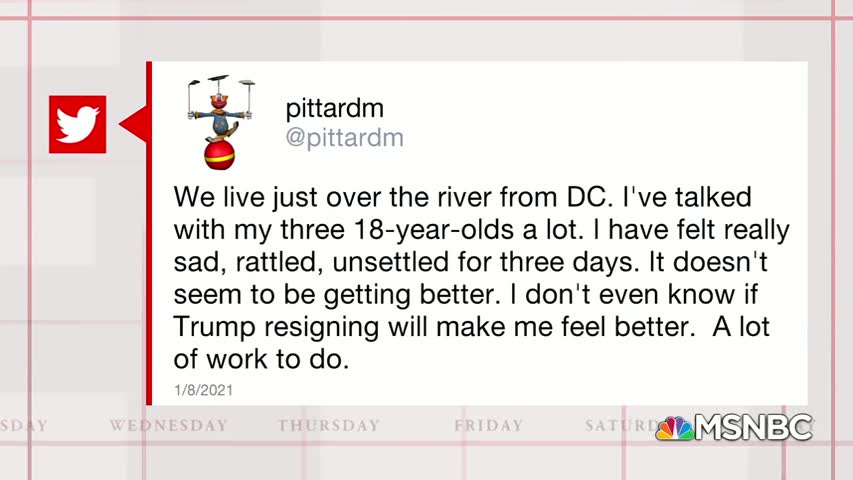 pittardm
@pittardm
We live just over the river from DC. I've talked
with my three 18-year-olds a lot. I have felt really
sad, rattled, unsettled for three days. It doesn't
seem to be getting better. I don't even know if
Trump resigning will make me feel better.  A lot
of work to do.
1/8/2021
SDAY WEDNESDAY THURSDAY FRIDAY SATURD
MSNBC